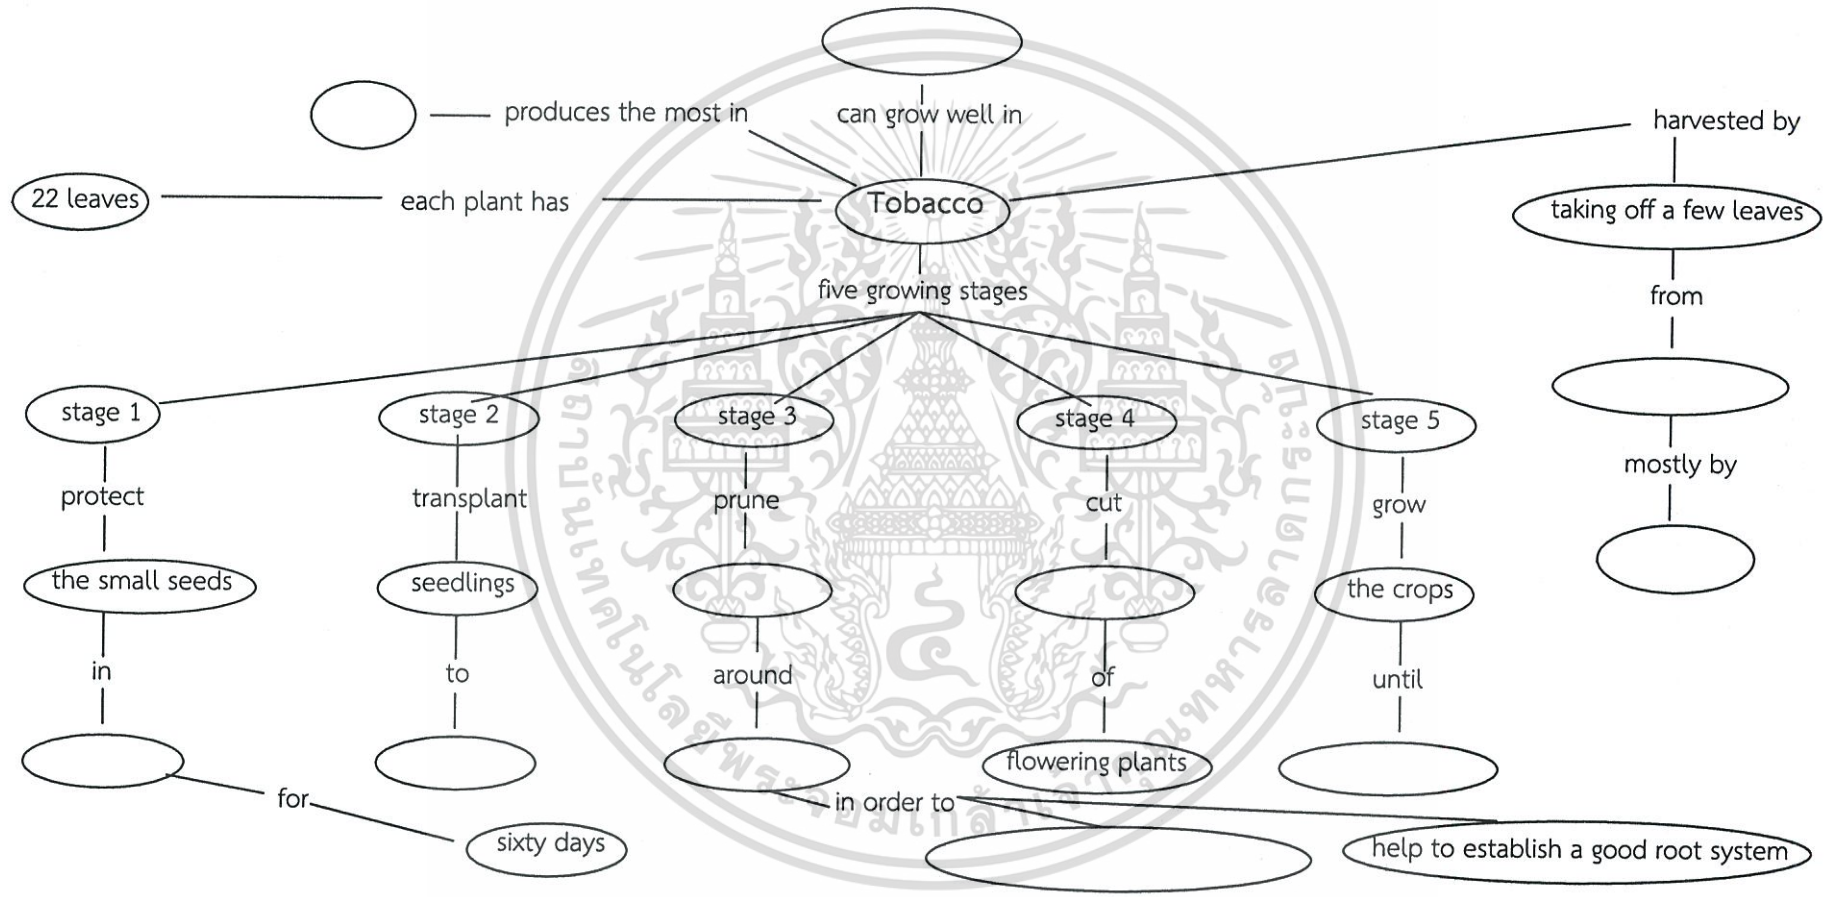 produces the most in
can grow well in
harvested by
22 leaves
each plant has
Tobacco
taking off a few leaves
five growing stages
from
stage 1
stage 2
stage 3
stage 4
stage 5
mostly by
protect
transplant
prune
cut
grow
the small seeds
seedlings
the crops
in
to
around
of
until
flowering plants
for
in order to
sixty days
help to establish a good root system